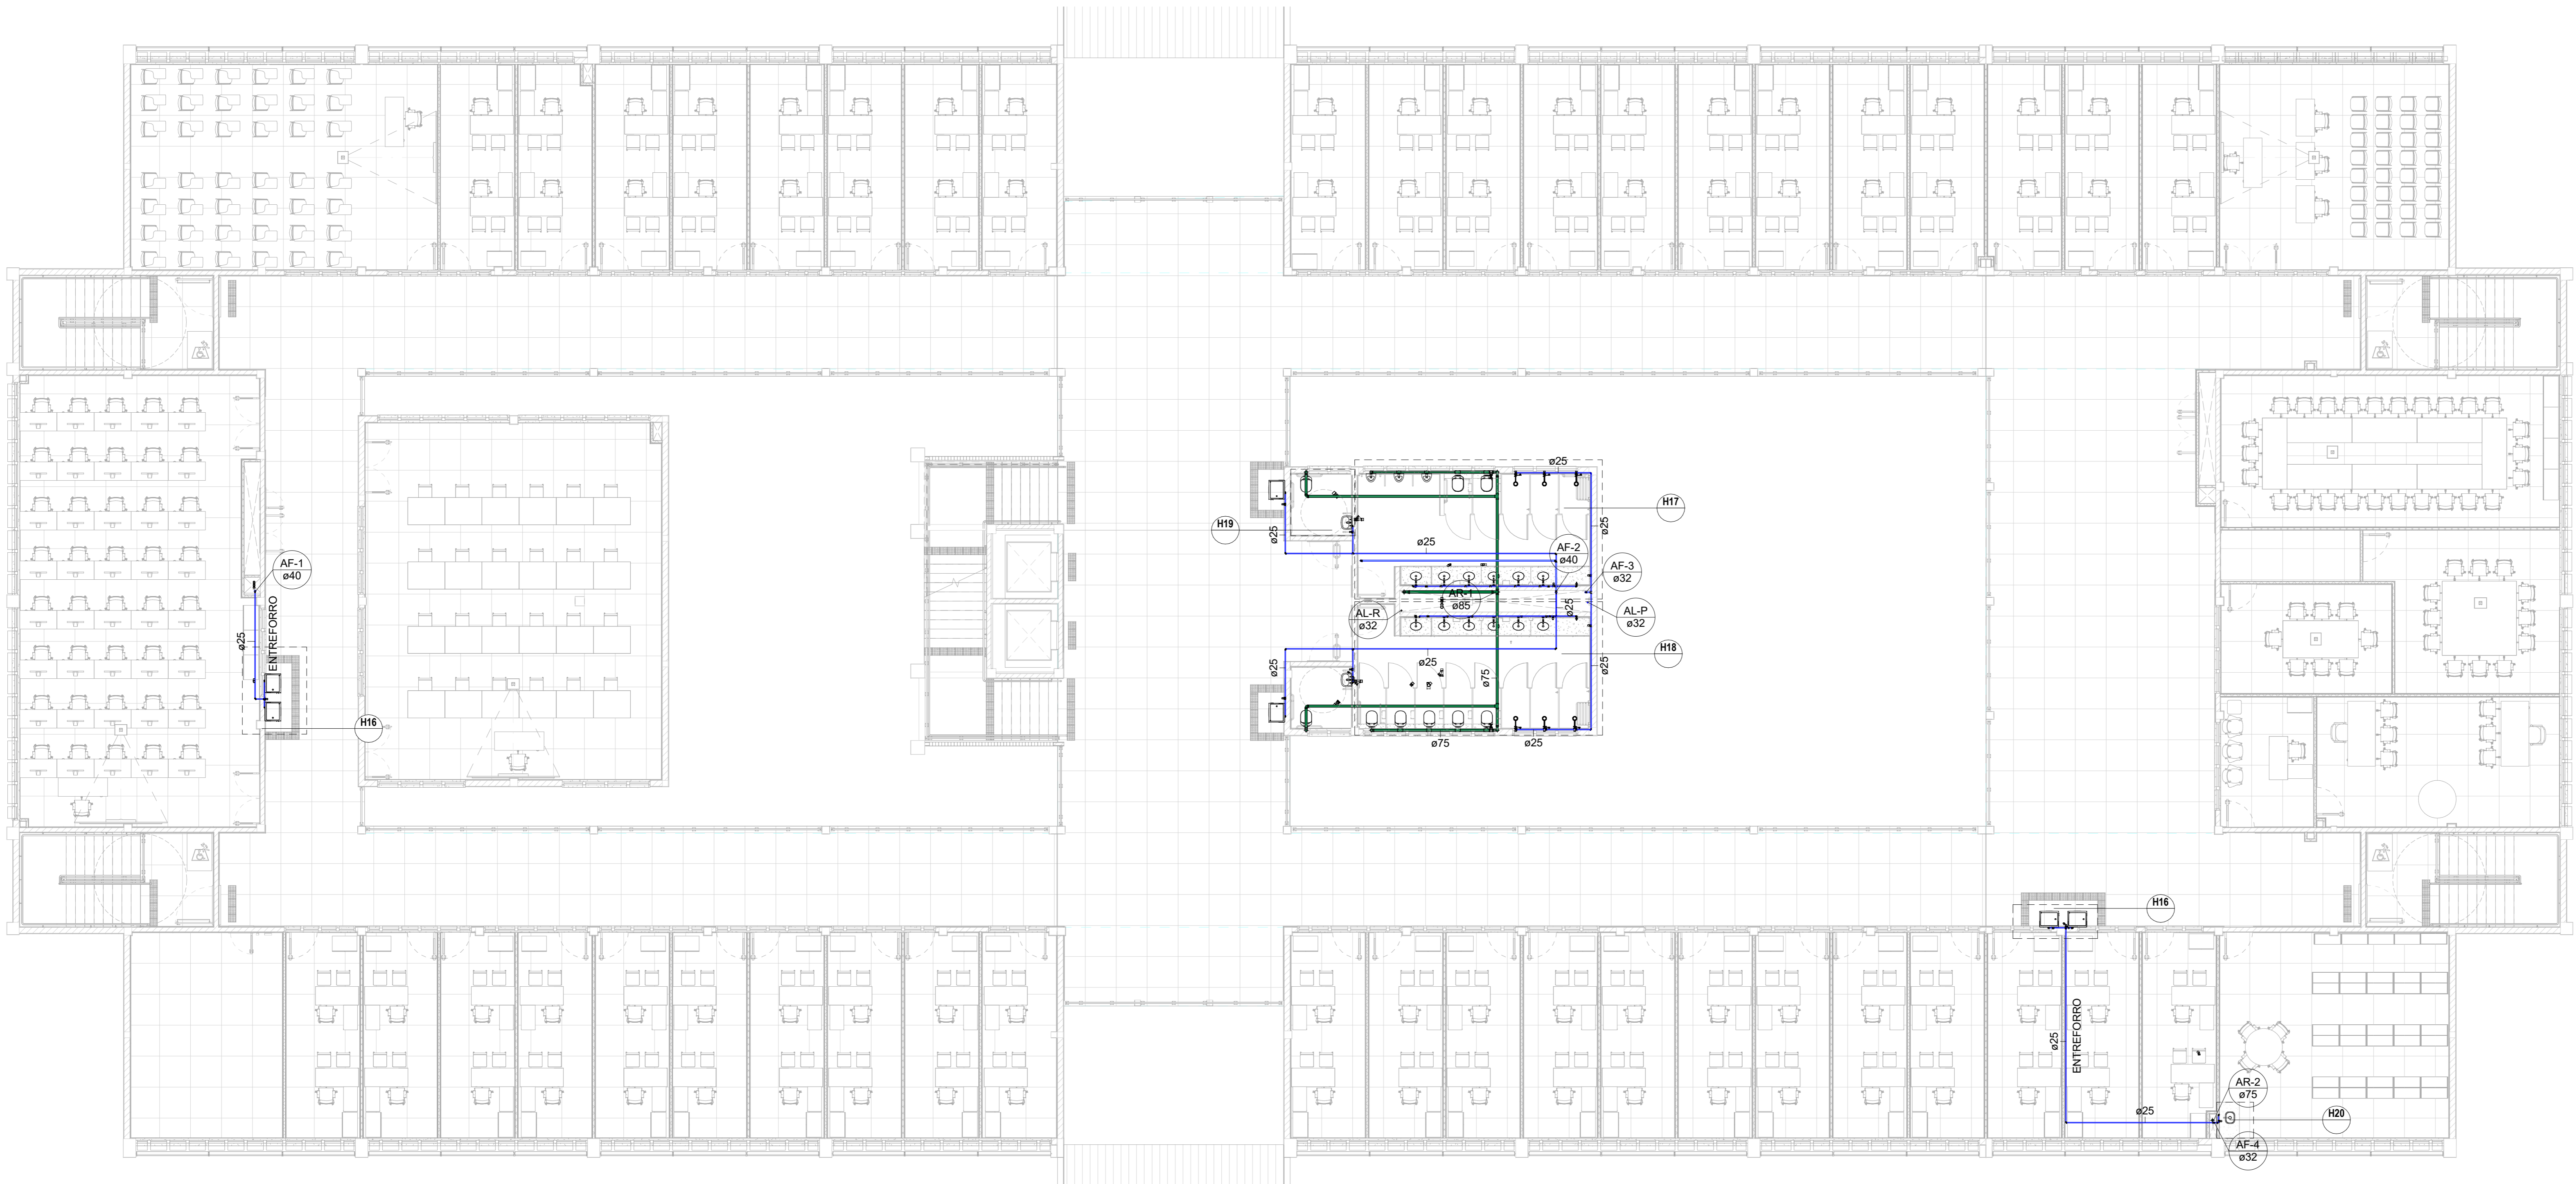 ø25
H17
H19
ø25
ø25
ø25
AF-2
ø40
AF-1
ø40
AF-3
ø32
AR-1
ø85
ø25
AL-R
ø32
AL-P
ø32
ENTREFORRO
ø25
H18
ø25
ø25
ø25
ø75
H16
ø75
ø25
H16
ENTREFORRO
ø25
AR-2
ø75
ø25
H20
AF-4
ø32